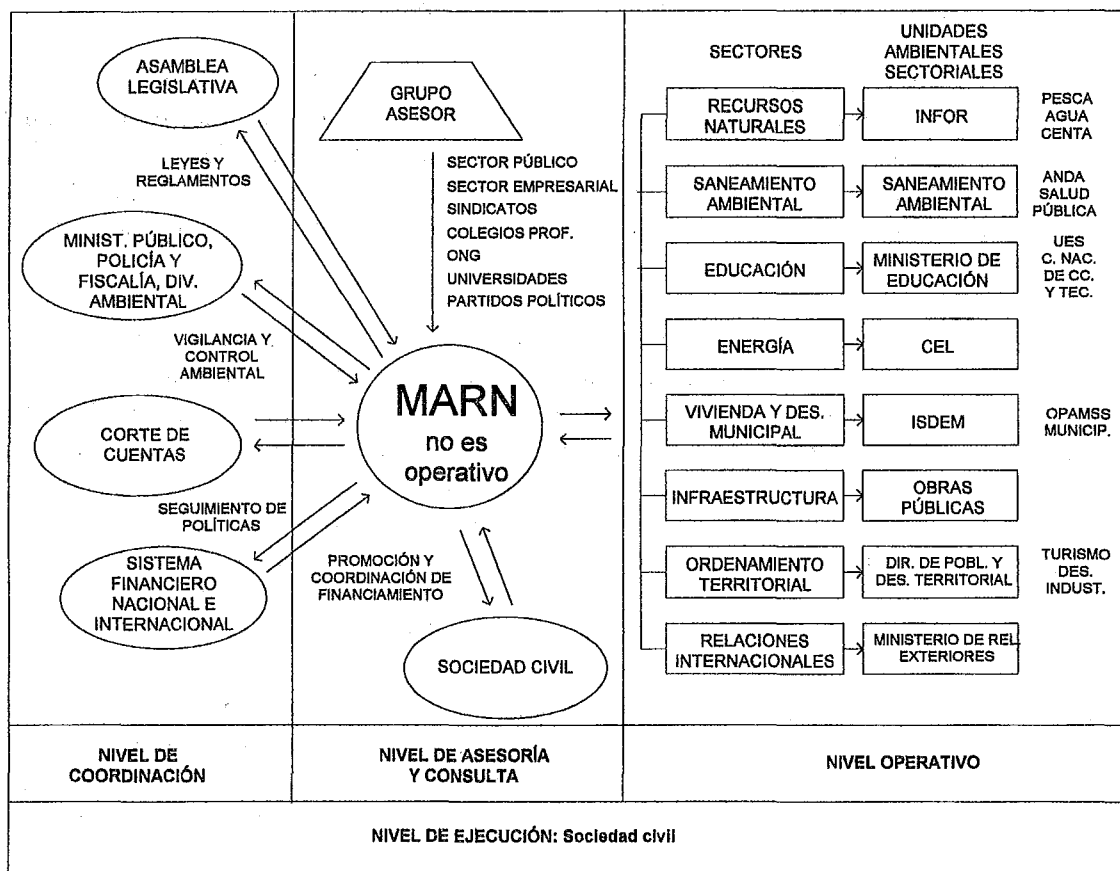 ASAMBLEA
LEGISLATIVA
LEYES Y
REGLAMENTOS
MINIST. PÚBLICO,
POLICÍA Y
FISCALÍA, DIV.
AMBIENTAL
VIGILANCIA Y
CONTROL
AMBIENTAL
CORTE DE
CUENTAS
SEGUIMIENTO DE
POLÍTICAS
SISTEMA
FINANCIERO
NACIONAL E
INTERNACIONAL
GRUPO
ASESOR
SECTOR PÚBLICO
SECTOR EMPRESARIAL
SINDICATOS
COLEGIOS PROF.
ONG
UNIVERSIDADES
PARTIDOS POLÍTICOS
MARN
no es
operativo
PROMOCIÓN Y
COORDINACIÓN DE
FINANCIAMIENTO
SOCIEDAD CIVIL
SECTORES
UNIDADES
AMBIENTALES
SECTORIALES
RECURSOS
NATURALES
INFOR
PESCA
AGUA
CENTA
SANEAMIENTO
AMBIENTAL
SANEAMIENTO
AMBIENTAL
ANDA
SALUD
PÚBLICA
EDUCACIÓN
MINISTERIO DE
EDUCACIÓN
UES
C. NAC.
DE CC.
Y TEC.
ENERGÍA
CEL
VIVIENDA Y DES.
MUNICIPAL
ISDEM
OPAMSS
MUNICIP.
INFRAESTRUCTURA
OBRAS
PÚBLICAS
ORDENAMIENTO
TERRITORIAL
DIR. DE POBL. Y
DES. TERRITORIAL
TURISMO
DES.
INDUST.
RELACIONES
INTERNACIONALES
MINISTERIO DE REL.
EXTERIORES
NIVEL DE
COORDINACIÓN
NIVEL DE ASESORÍA
Y CONSULTA
NIVEL OPERATIVO
NIVEL DE EJECUCIÓN: Sociedad civil